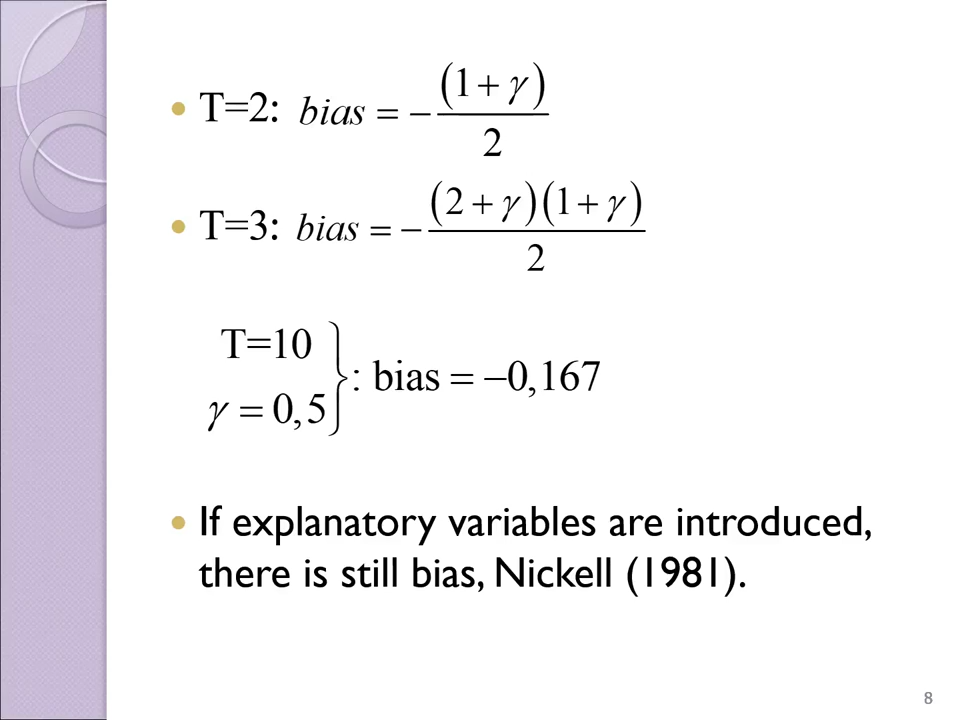 • T=2: bias = −(1+γ)/2
• T=3: bias = −(2+γ)(1+γ)/2
T=10
γ = 0,5 } : bias = −0,167
• If explanatory variables are introduced,
there is still bias, Nickell (1981).
8